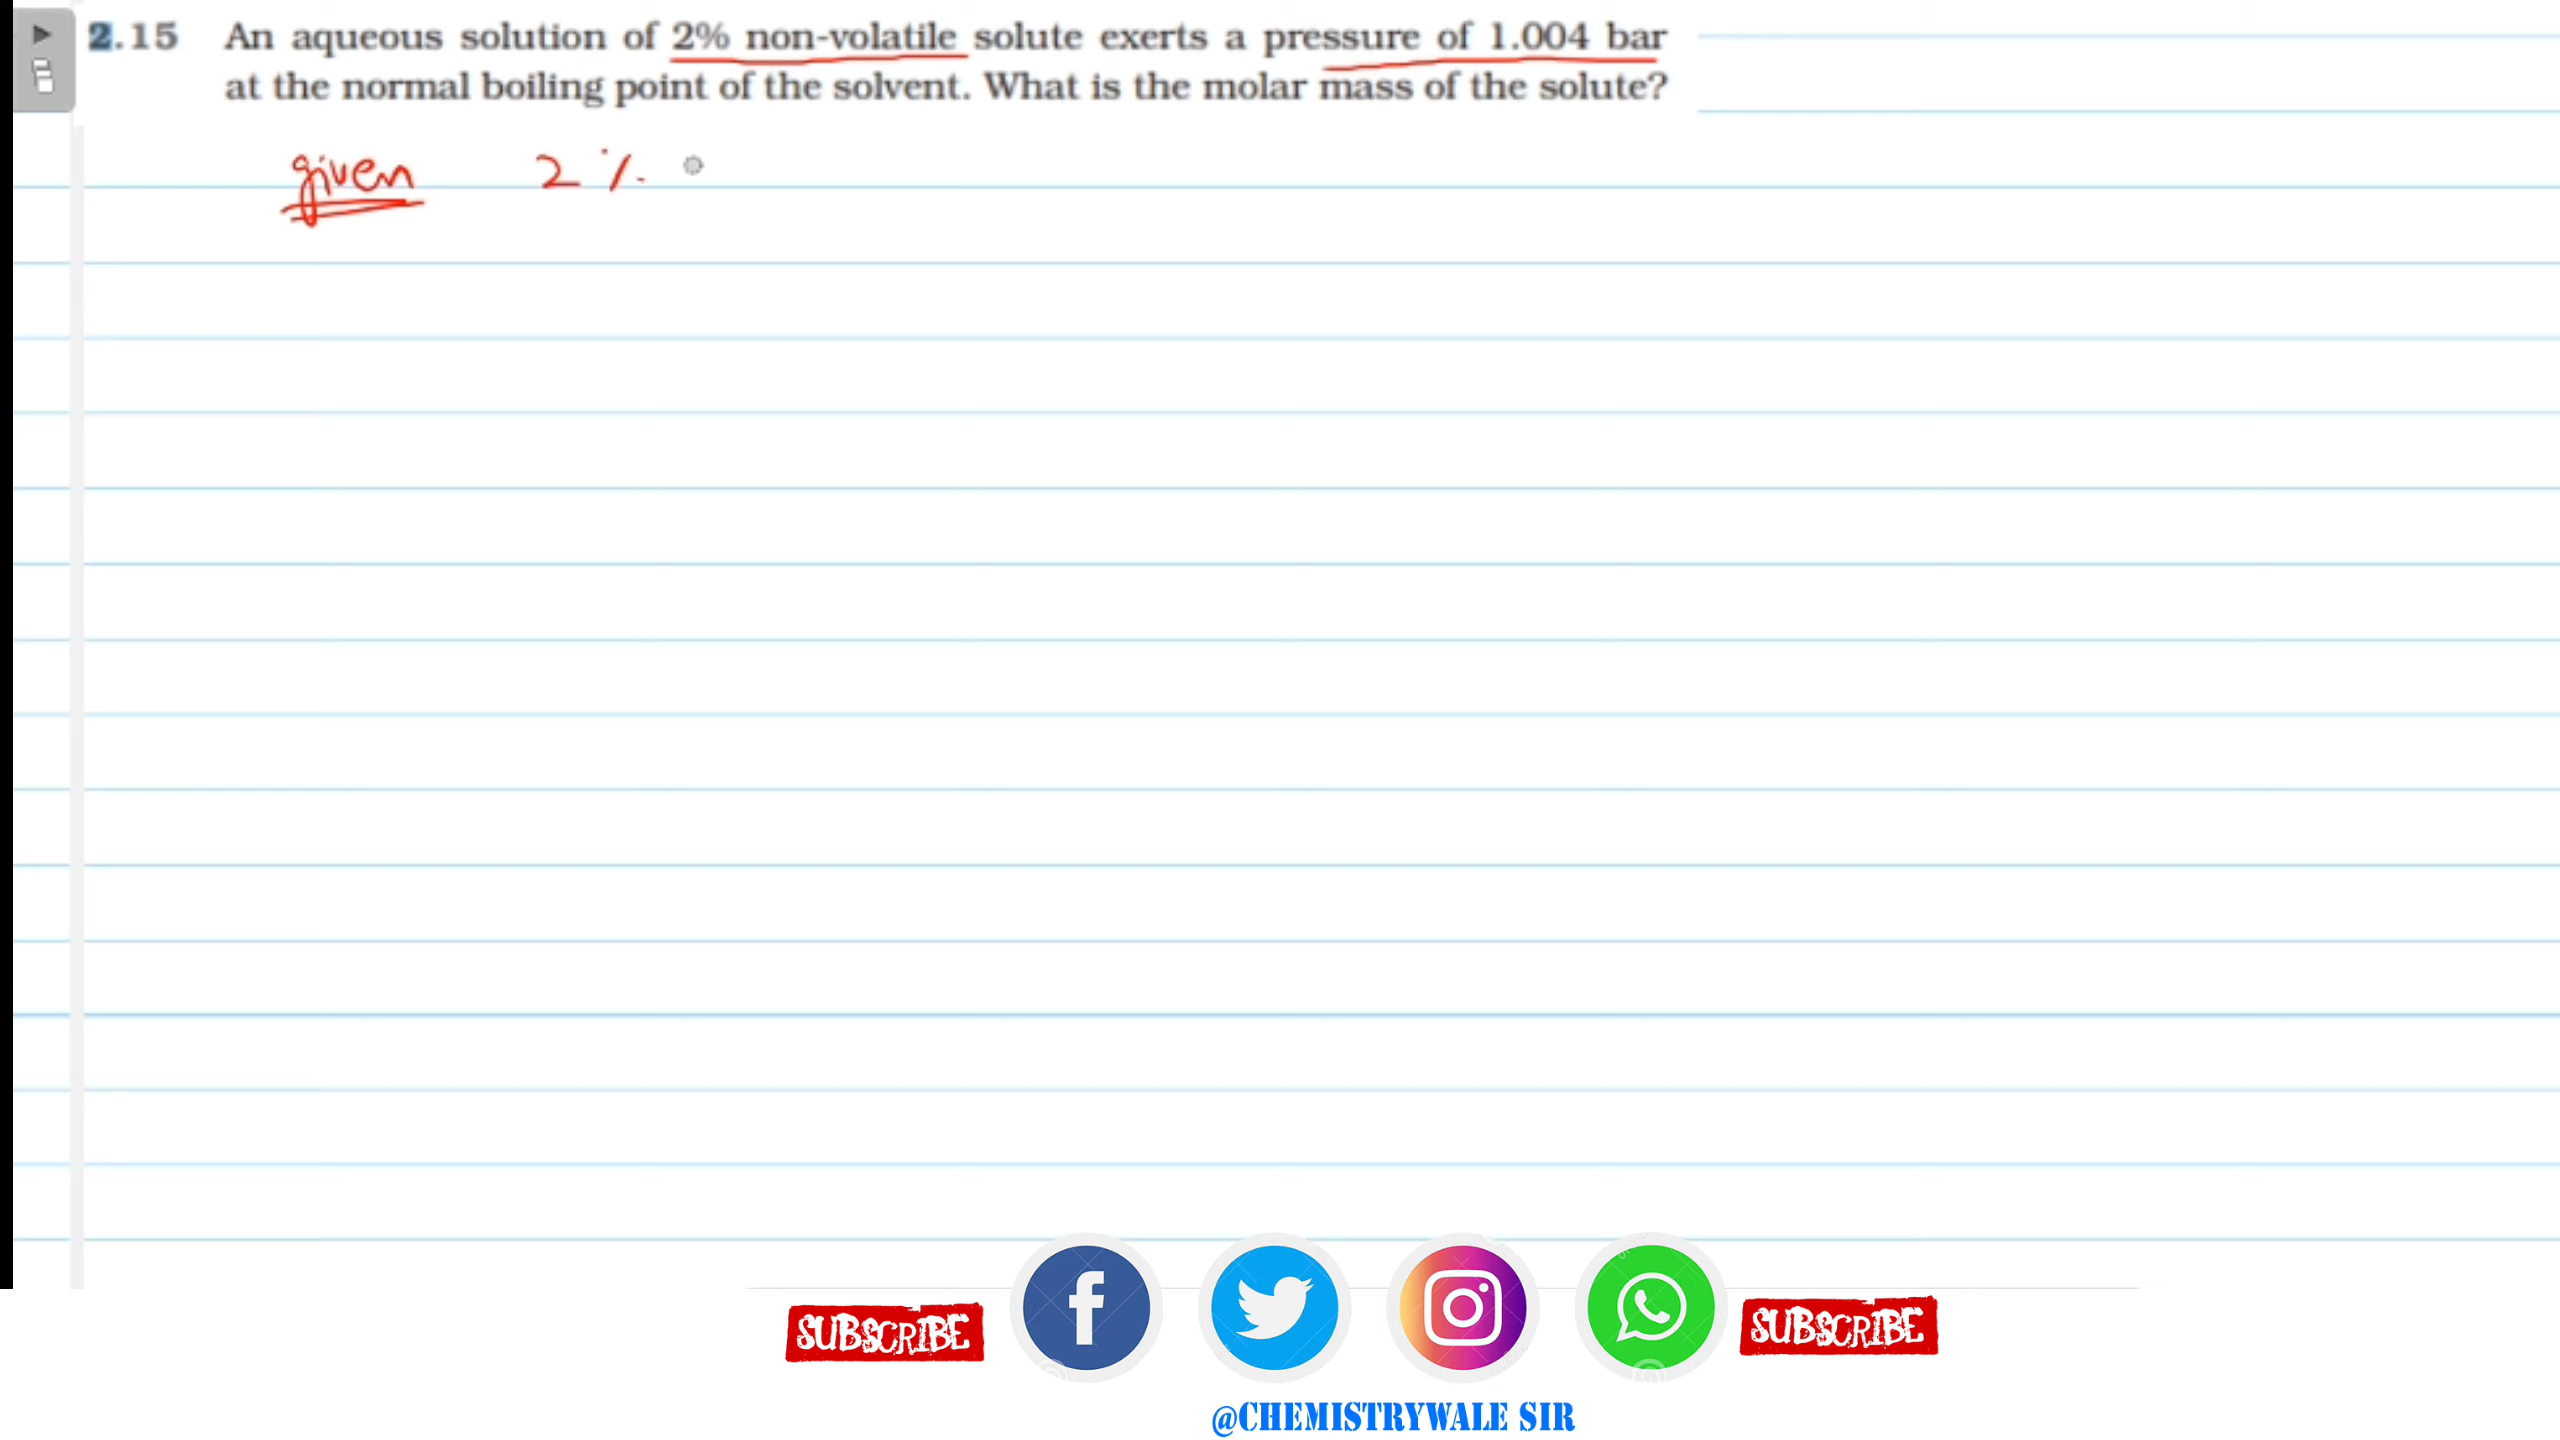 2.15 An aqueous solution of 2% non-volatile solute exerts a pressure of 1.004 bar
at the normal boiling point of the solvent. What is the molar mass of the solute?
given 2 %
SUBSCRIBE
SUBSCRIBE
@CHEMISTRYWALE SIR